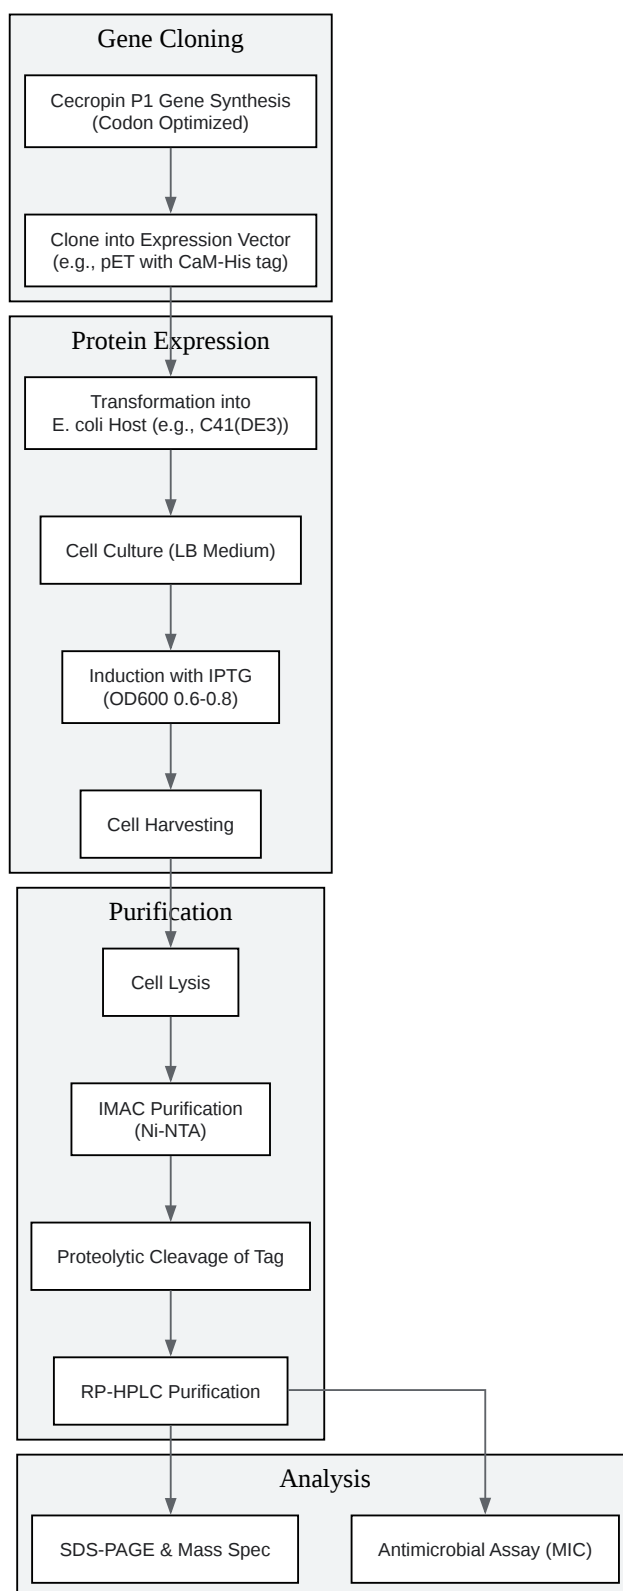 Gene Cloning
Cecropin P1 Gene Synthesis
(Codon Optimized)
Clone into Expression Vector
(e.g., pET with CaM-His tag)
Protein Expression
Transformation into
E. coli Host (e.g., C41(DE3))
Cell Culture (LB Medium)
Induction with IPTG
(OD600 0.6-0.8)
Cell Harvesting
Purification
Cell Lysis
IMAC Purification
(Ni-NTA)
Proteolytic Cleavage of Tag
RP-HPLC Purification
Analysis
SDS-PAGE & Mass Spec
Antimicrobial Assay (MIC)